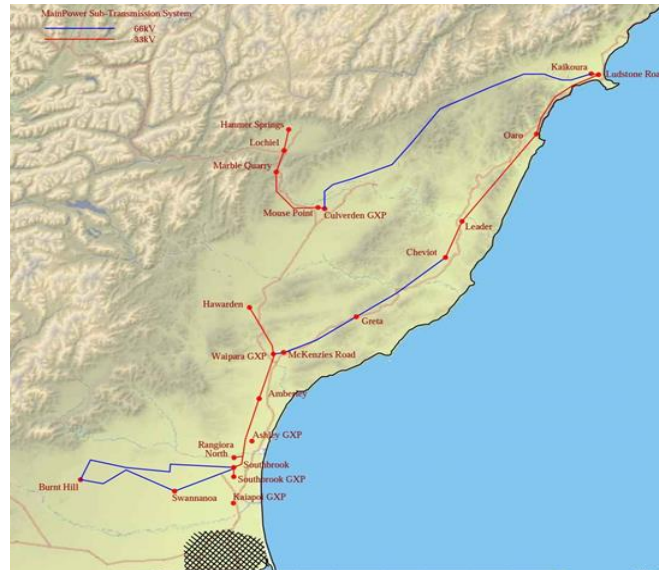 MainPower Sub-Transmission System
66kV
33kV
Kaikoura
Ludstone Roa
Hanmer Springs
Oaro
Lochiel
Marble Quarry
Mouse Point
Culverden GXP
Leader
Cheviot
Hawarden
Greta
Waipara GXP
McKenzies Road
Amberley
Ashley GXP
Rangiora
North
Southbrook
Southbrook GXP
Burnt Hill
Swannanoa
Kaiapoi GXP